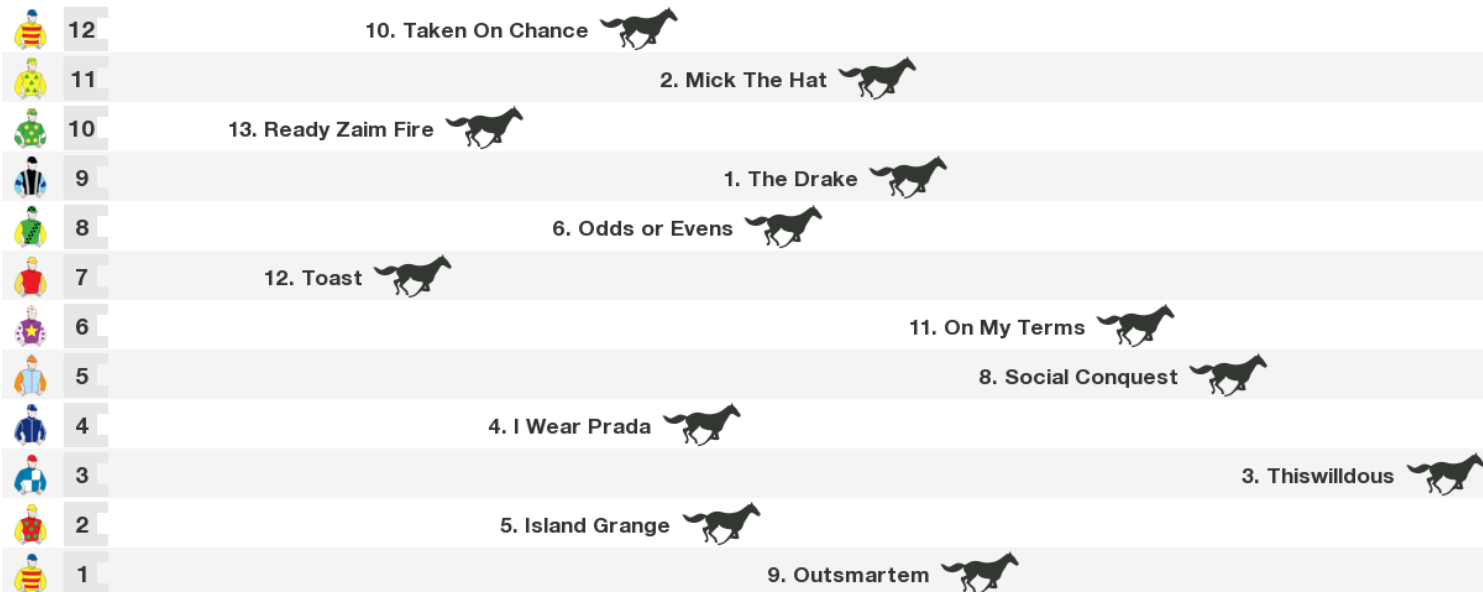 12 10. Taken On Chance
11 2. Mick The Hat
10 13. Ready Zaim Fire
9 1. The Drake
8 6. Odds or Evens
7 12. Toast
6 11. On My Terms
5 8. Social Conquest
4 4. I Wear Prada
3 3. Thiswilldous
2 5. Island Grange
1 9. Outsmartem